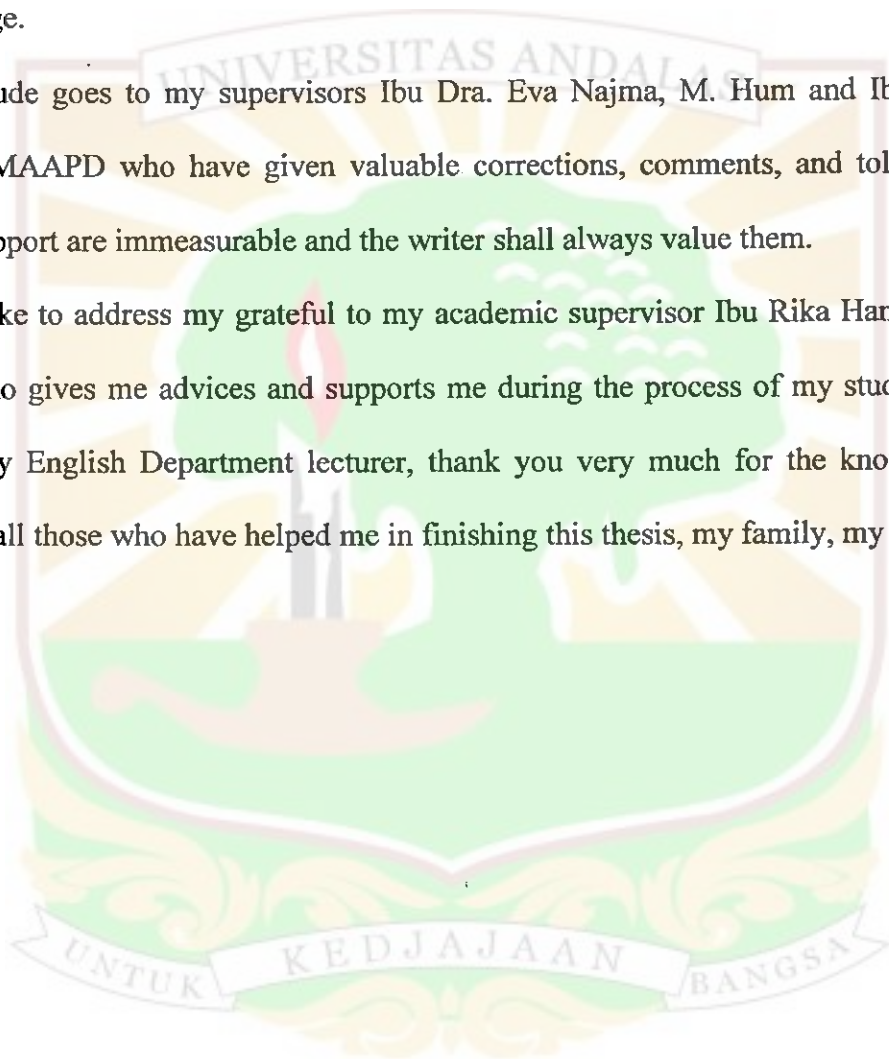 ge.
UNIVERSITAS ANDALAS
ude goes to my supervisors Ibu Dra. Eva Najma, M. Hum and Ib
MAAPD who have given valuable corrections, comments, and tol
pport are immeasurable and the writer shall always value them.
ke to address my grateful to my academic supervisor Ibu Rika Har
o gives me advices and supports me during the process of my stud
y English Department lecturer, thank you very much for the kno
all those who have helped me in finishing this thesis, my family, my
UNTUK KEDJAJAAN BANGSA